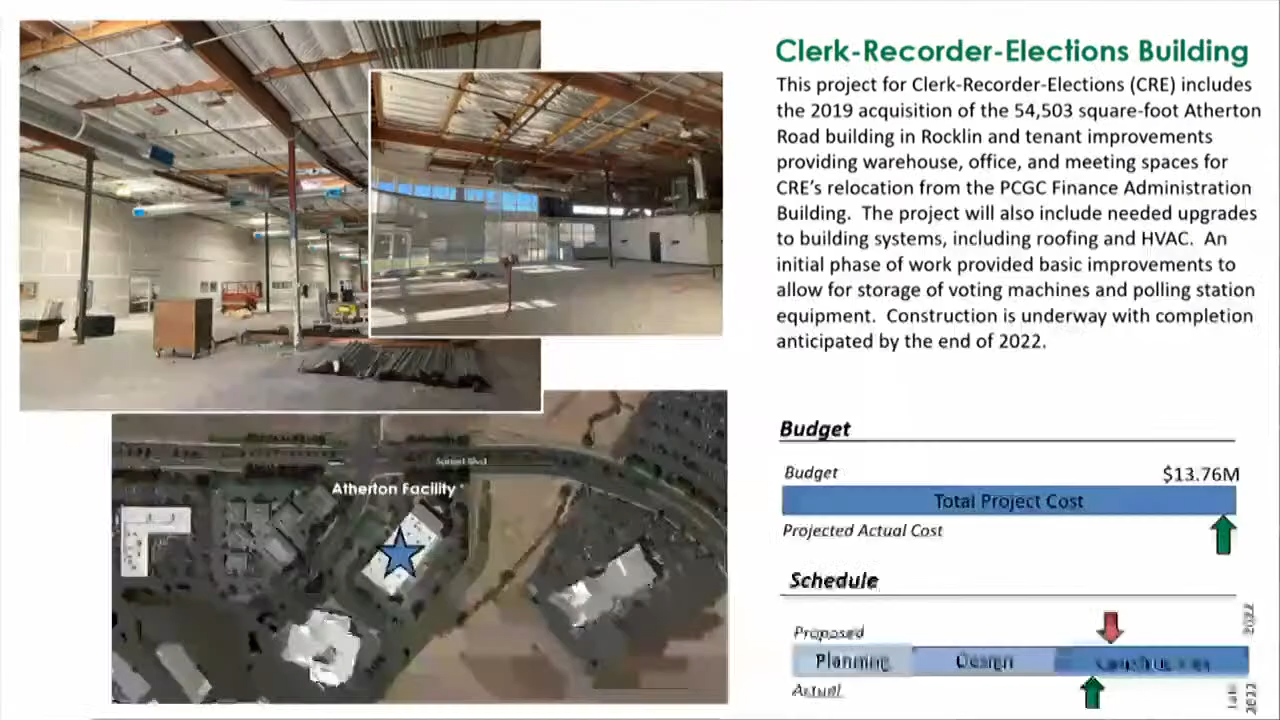 Clerk-Recorder-Elections Building
This project for Clerk-Recorder-Elections (CRE) includes
the 2019 acquisition of the 54,503 square-foot Atherton
Road building in Rocklin and tenant improvements
providing warehouse, office, and meeting spaces for
CRE's relocation from the PCGC Finance Administration
Building. The project will also include needed upgrades
to building systems, including roofing and HVAC. An
initial phase of work provided basic improvements to
allow for storage of voting machines and polling station
equipment. Construction is underway with completion
anticipated by the end of 2022.
Sunset Blvd
Atherton Facility
Budget
Budget $13.76M
Total Project Cost
Projected Actual Cost
Schedule
Proposed
2022
Planning Design Construction
Actual
2022